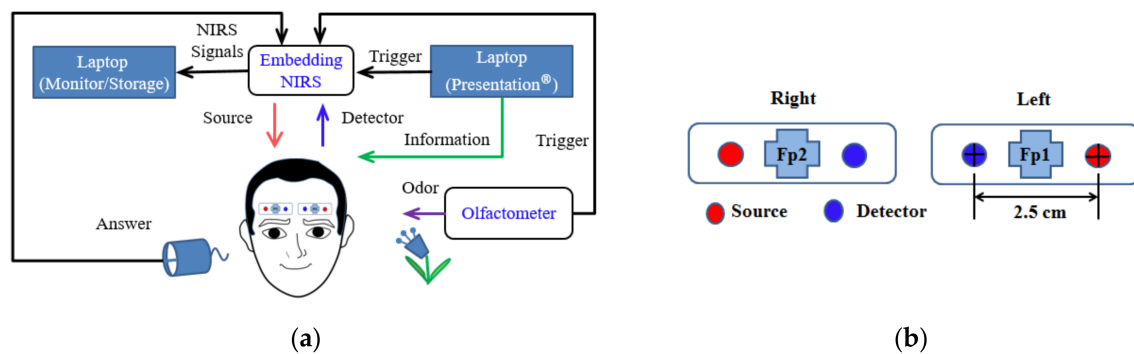 NIRS
Signals
Laptop
(Monitor/Storage)
Embedding
NIRS
Trigger
Laptop
(Presentation®)
Source
Detector
Information
Trigger
Odor
Olfactometer
Answer
(a)
Right
Left
Fp2
Fp1
Source
Detector
2.5 cm
(b)